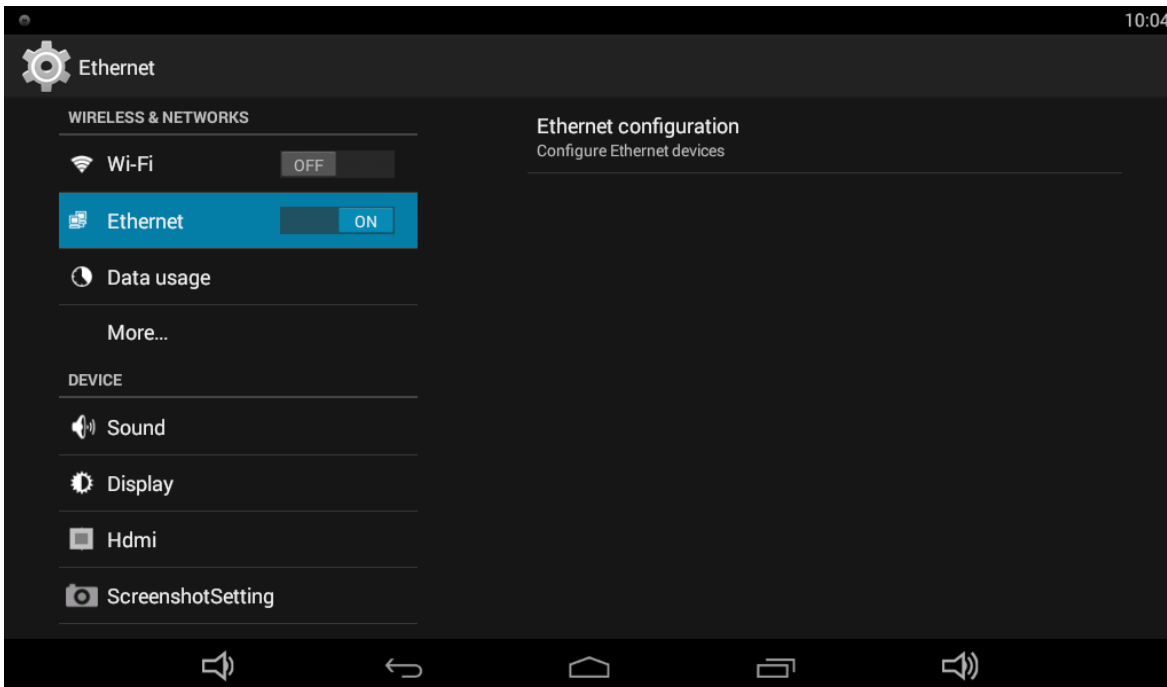 10:04
Ethernet
WIRELESS & NETWORKS
Wi-Fi
OFF
Ethernet
ON
Data usage
More...
DEVICE
Sound
Display
Hdmi
ScreenshotSetting
Ethernet configuration
Configure Ethernet devices